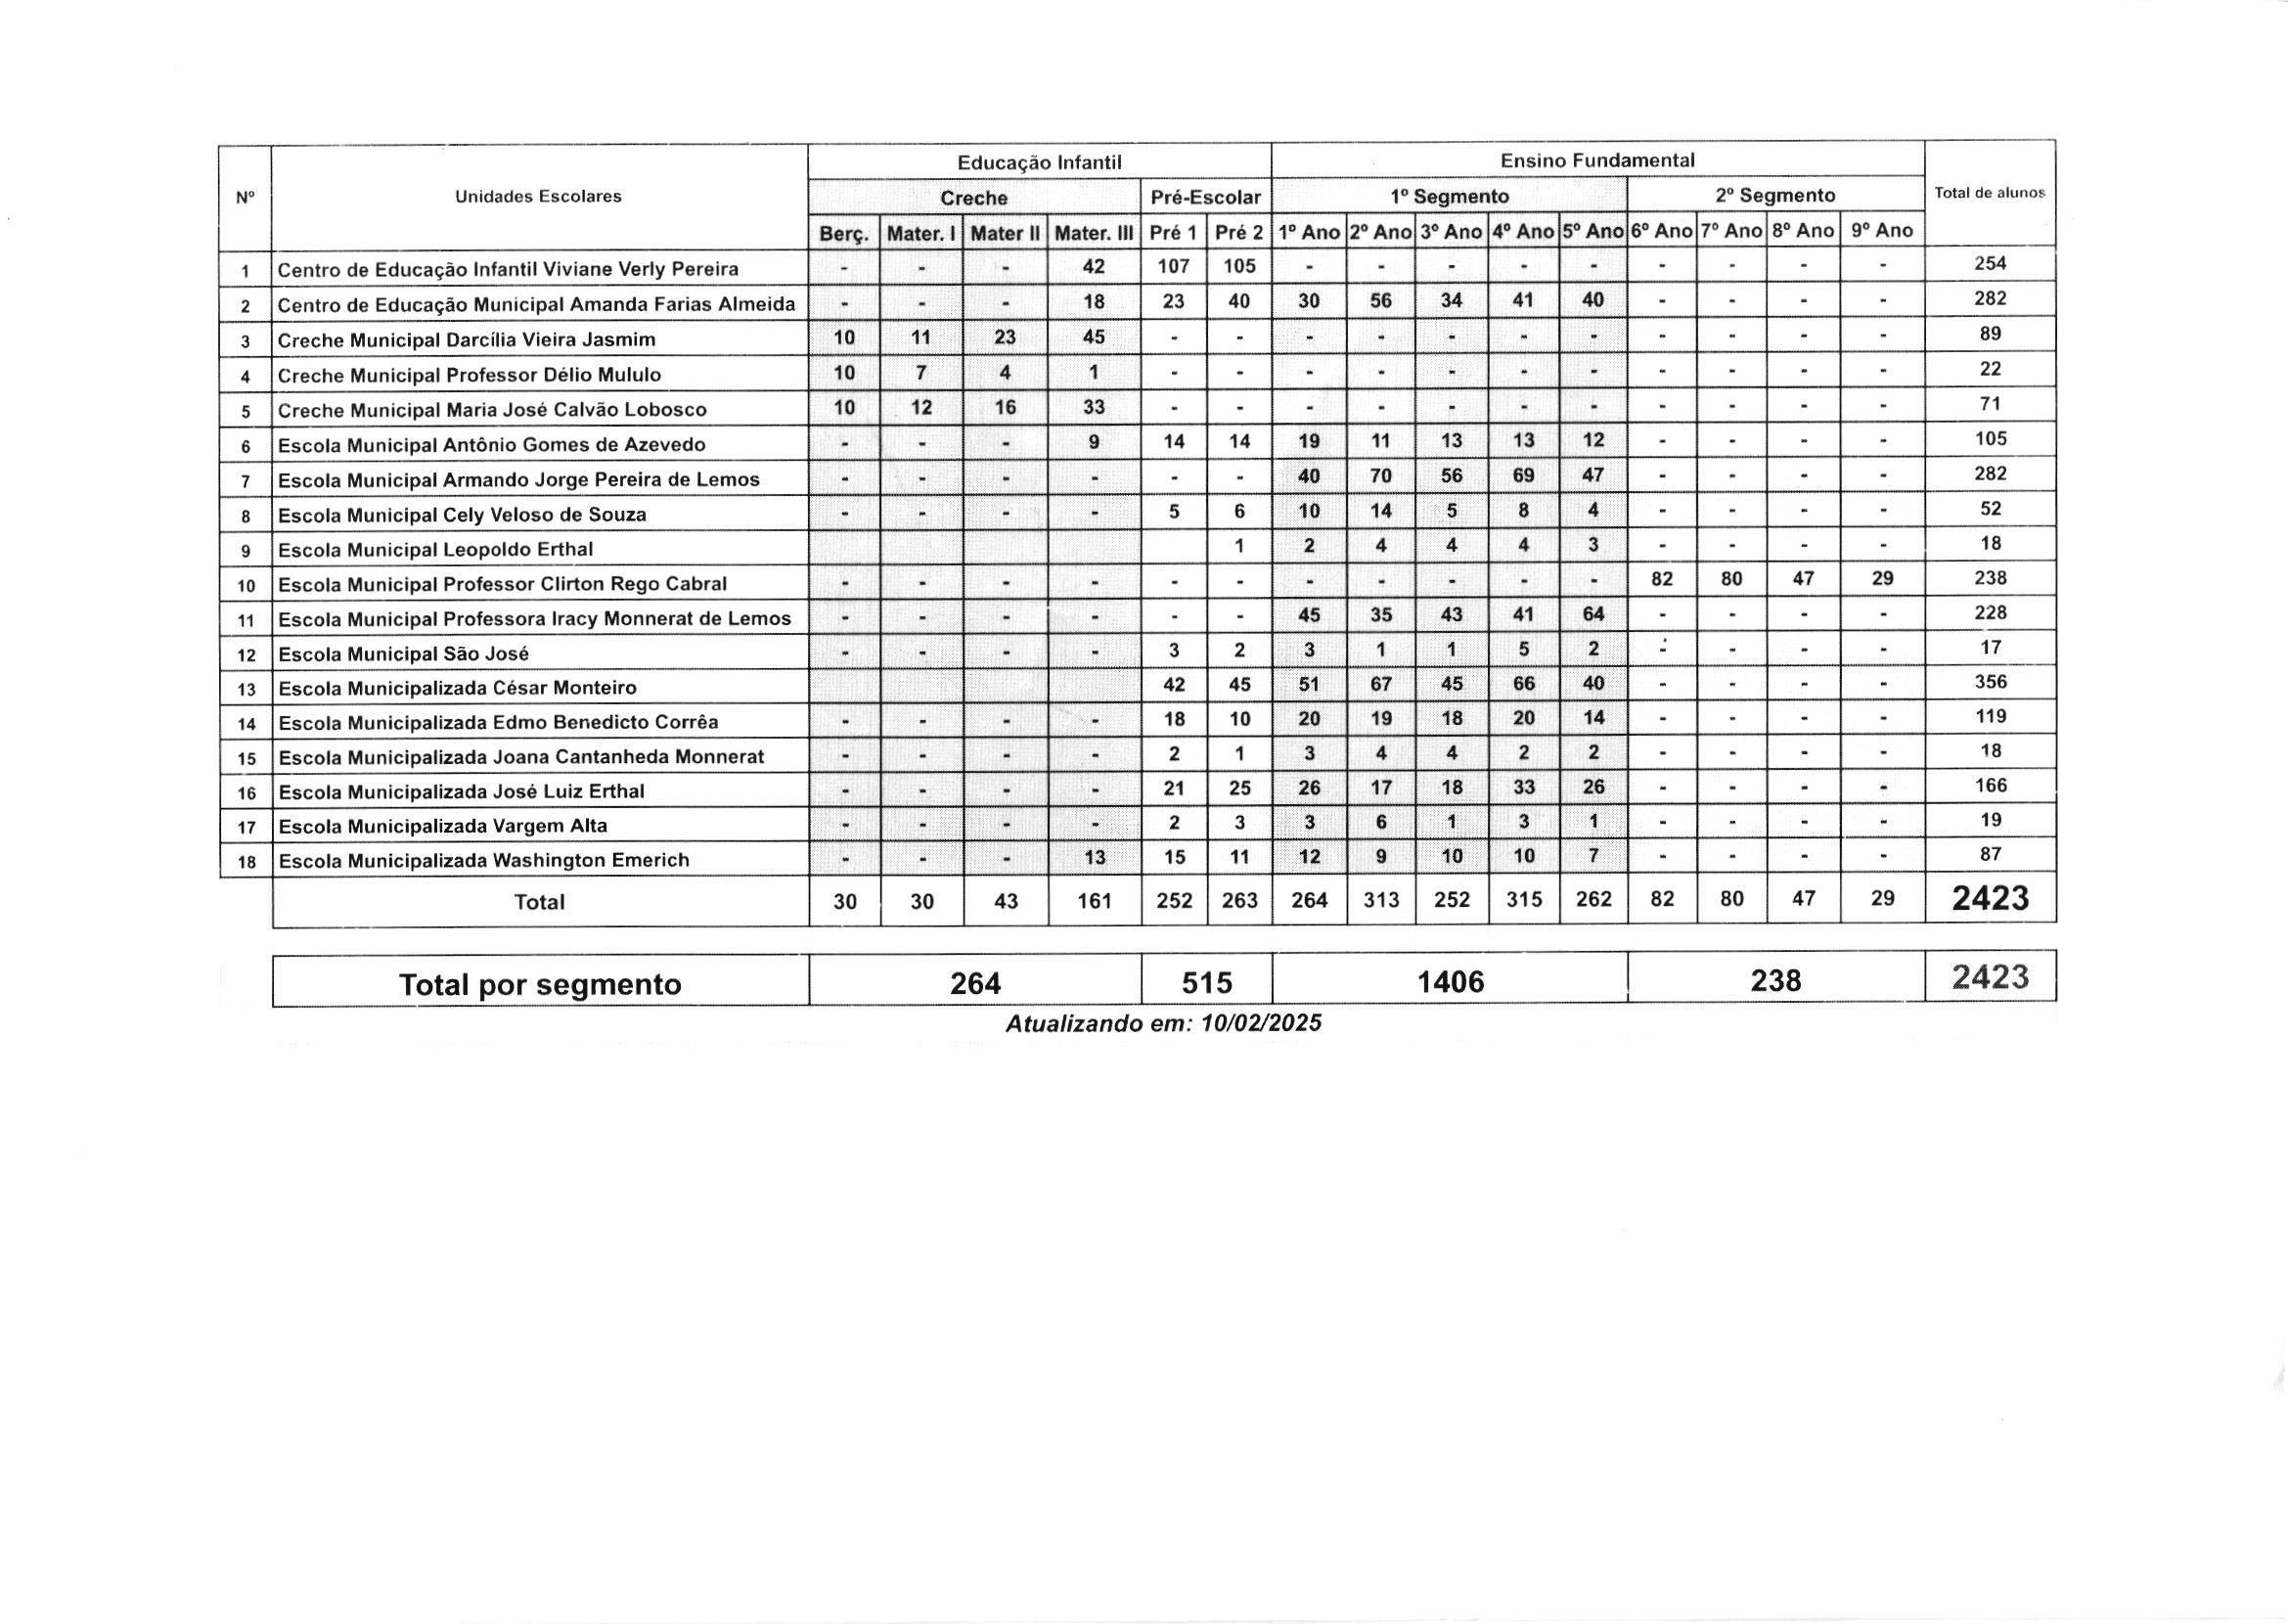 Nº Unidades Escolares Educação Infantil Ensino Fundamental Total de alunos
Creche Pré-Escolar 1º Segmento 2º Segmento
Berç. Mater. I Mater II Mater. III Pré 1 Pré 2 1º Ano 2º Ano 3º Ano 4º Ano 5º Ano 6º Ano 7º Ano 8º Ano 9º Ano
1 Centro de Educação Infantil Viviane Verly Pereira - - - 42 107 105 - - - - - - - - - 254
2 Centro de Educação Municipal Amanda Farias Almeida - - - 18 23 40 30 56 34 41 40 - - - - 282
3 Creche Municipal Darcília Vieira Jasmim 10 11 23 45 - - - - - - - - - - - 89
4 Creche Municipal Professor Délio Mululo 10 7 4 1 - - - - - - - - - - - 22
5 Creche Municipal Maria José Calvão Lobosco 10 12 16 33 - - - - - - - - - - - 71
6 Escola Municipal Antônio Gomes de Azevedo - - - 9 14 14 19 11 13 13 12 - - - - 105
7 Escola Municipal Armando Jorge Pereira de Lemos - - - - - - 40 70 56 69 47 - - - - 282
8 Escola Municipal Cely Veloso de Souza - - - - 5 6 10 14 5 8 4 - - - - 52
9 Escola Municipal Leopoldo Erthal 1 2 4 4 4 3 - - - - 18
10 Escola Municipal Professor Clirton Rego Cabral - - - - - - - - - - - 82 80 47 29 238
11 Escola Municipal Professora Iracy Monnerat de Lemos - - - - - - 45 35 43 41 64 - - - - 228
12 Escola Municipal São José - - - - 3 2 3 1 1 5 2 - - - - 17
13 Escola Municipalizada César Monteiro 42 45 51 67 45 66 40 - - - - 356
14 Escola Municipalizada Edmo Benedicto Corrêa - - - - 18 10 20 19 18 20 14 - - - - 119
15 Escola Municipalizada Joana Cantanheda Monnerat - - - - 2 1 3 4 4 2 2 - - - - 18
16 Escola Municipalizada José Luiz Erthal - - - - 21 25 26 17 18 33 26 - - - - 166
17 Escola Municipalizada Vargem Alta - - - - 2 3 3 6 1 3 1 - - - - 19
18 Escola Municipalizada Washington Emerich - - - 13 15 11 12 9 10 10 7 - - - - 87
Total 30 30 43 161 252 263 264 313 252 315 262 82 80 47 29 2423
Total por segmento 264 515 1406 238 2423
Atualizando em: 10/02/2025